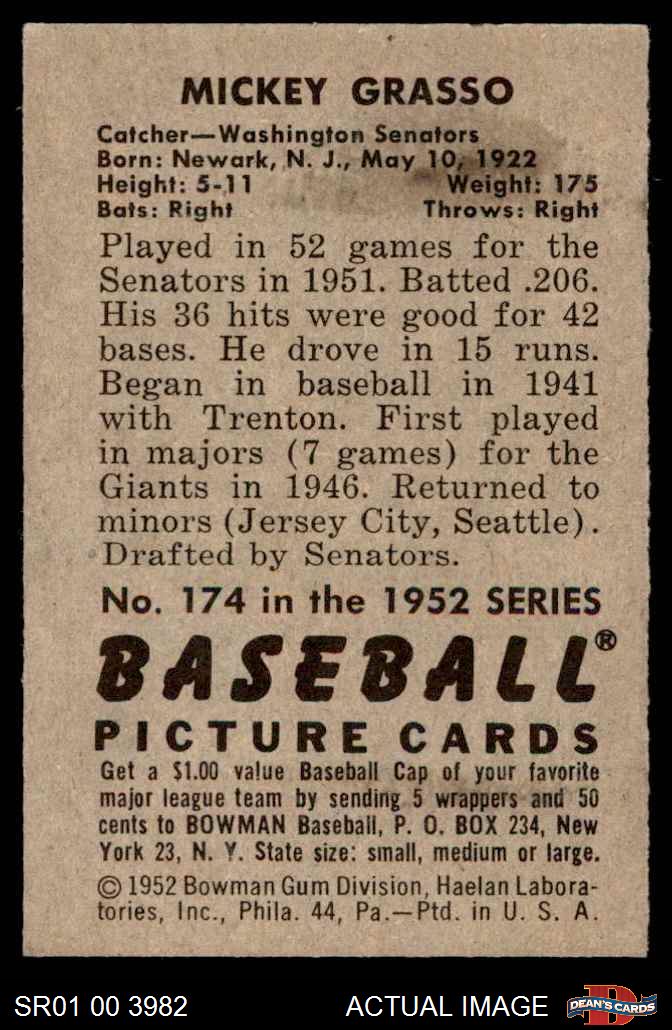 MICKEY GRASSO
Catcher—Washington Senators
Born: Newark, N. J., May 10, 1922
Height: 5-11 Weight: 175
Bats: Right Throws: Right
Played in 52 games for the
Senators in 1951. Batted .206.
His 36 hits were good for 42
bases. He drove in 15 runs.
Began in baseball in 1941
with Trenton. First played
in majors (7 games) for the
Giants in 1946. Returned to
minors (Jersey City, Seattle).
Drafted by Senators.
No. 174 in the 1952 SERIES
BASEBALL®
PICTURE CARDS
Get a $1.00 value Baseball Cap of your favorite
major league team by sending 5 wrappers and 50
cents to BOWMAN Baseball, P. O. BOX 234, New
York 23, N. Y. State size: small, medium or large.
© 1952 Bowman Gum Division, Haelan Labora-
tories, Inc., Phila. 44, Pa.—Ptd. in U. S. A.
SR01 00 3982 ACTUAL IMAGE D DEAN'S CARDS